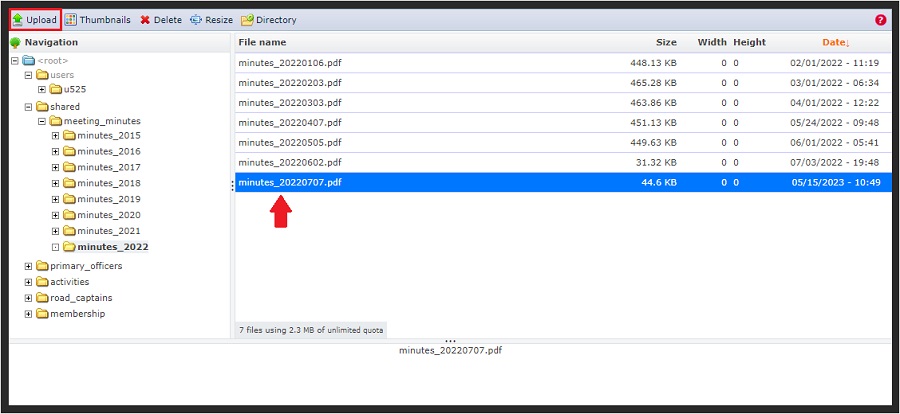 Upload Thumbnails Delete Resize Directory ?
Navigation
<root>
users
u525
shared
meeting_minutes
minutes_2015
minutes_2016
minutes_2017
minutes_2018
minutes_2019
minutes_2020
minutes_2021
minutes_2022
primary_officers
activities
road_captains
membership
File name Size Width Height Date↓
minutes_20220106.pdf 448.13 KB 0 0 02/01/2022 - 11:19
minutes_20220203.pdf 465.28 KB 0 0 03/01/2022 - 06:34
minutes_20220303.pdf 463.86 KB 0 0 04/01/2022 - 12:22
minutes_20220407.pdf 451.13 KB 0 0 05/24/2022 - 09:48
minutes_20220505.pdf 449.63 KB 0 0 06/01/2022 - 05:41
minutes_20220602.pdf 31.32 KB 0 0 07/03/2022 - 19:48
minutes_20220707.pdf 44.6 KB 0 0 05/15/2023 - 10:49
7 files using 2.3 MB of unlimited quota
minutes_20220707.pdf